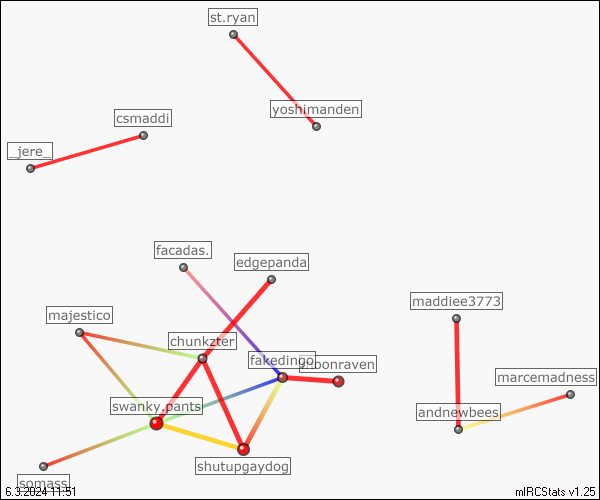 st.ryan
yoshimanden
csmaddi
_jere_
facadas.
edgepanda
maddiee3773
majestico
chunkzter
fakedingo
moonraven
marcemadness
swanky.pants
andnewbees
shutupgaydog
somass
6.3.2024 11:51
mIRCStats v1.25